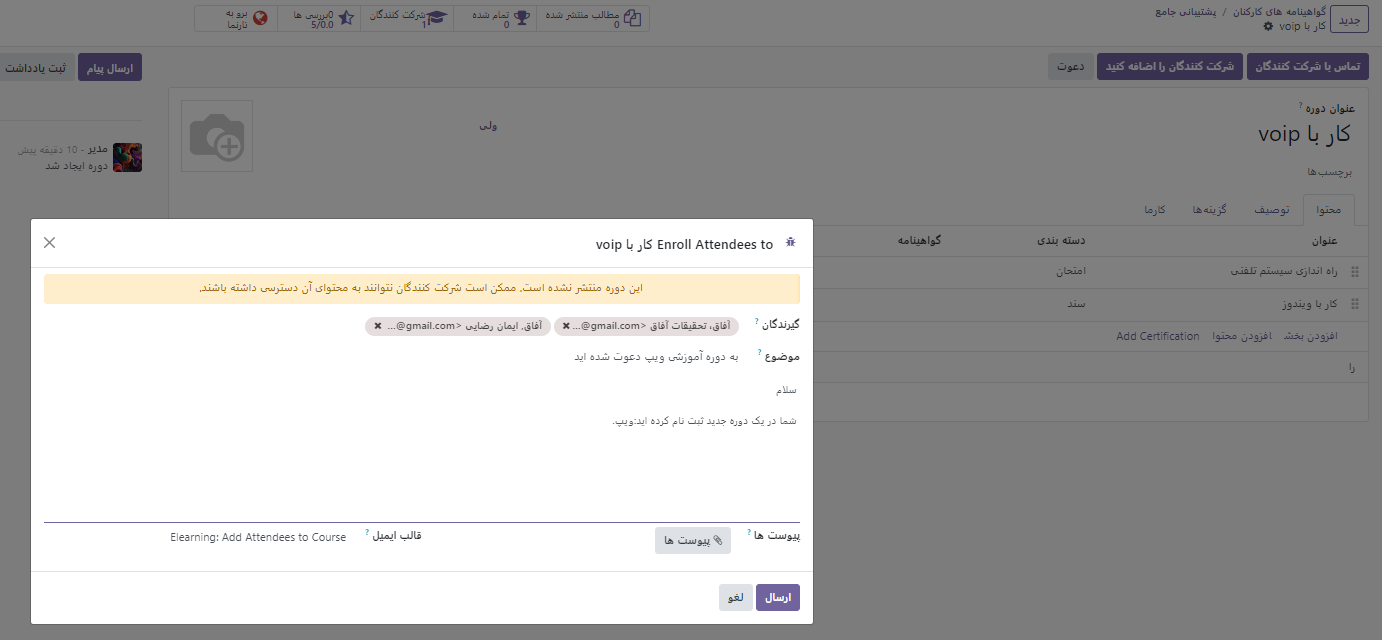 جدید
گواهینامه های کارکنان / پشتیبانی جامع
کار با voip
مطالب منتشر شده
0
تمام شده
0
شرکت کنندگان
1
بررسی ها
5/0.0
برو به
تارنما
تماس با شرکت کنندگان
شرکت کنندگان را اضافه کنید
دعوت
ارسال پیام
ثبت یادداشت
عنوان دوره ?
کار با voip
ولی
برچسب‌ها
مدیر - 10 دقیقه پیش
دوره ایجاد شد
محتوا
توصیف
گزینه‌ها
کارما
عنوان
دسته بندی
گواهینامه
راه اندازی سیستم تلفنی
امتحان
کار با ویندوز
سند
افزودن بخش
افزودن محتوا
Add Certification
را
Enroll Attendees to کار با voip
این دوره منتشر نشده است. ممکن است شرکت کنندگان نتوانند به محتوای آن دسترسی داشته باشند.
گیرندگان ?
آفاق، تحقیقات آفاق <gmail.com@...
آفاق, ایمان رضایی <gmail.com@...
موضوع ?
به دوره آموزشی ویپ دعوت شده اید
سلام
شما در یک دوره جدید ثبت نام کرده اید:ویپ.
پیوست ها ?
پیوست ها
قالب ایمیل ?
Elearning: Add Attendees to Course
ارسال
لغو